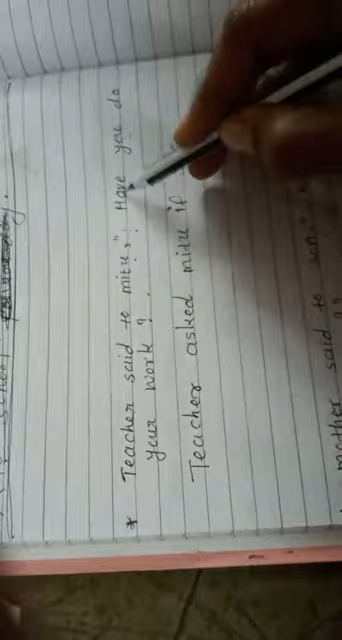 * Teacher said to mitu, ". Have you do
your work ? .
Teacher asked mitu if
mother said to